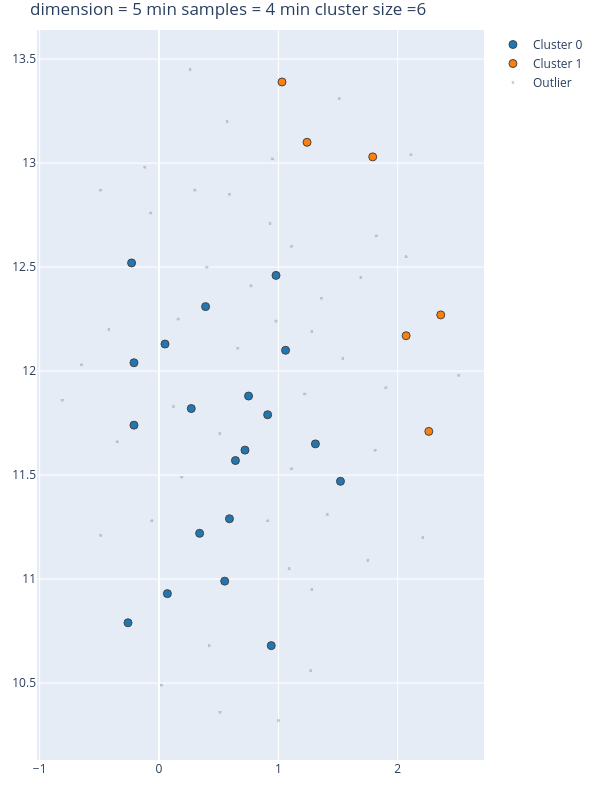 dimension = 5 min samples = 4 min cluster size =6
Cluster 0
Cluster 1
Outlier
13.5
13
12.5
12
11.5
11
10.5
−1
0
1
2